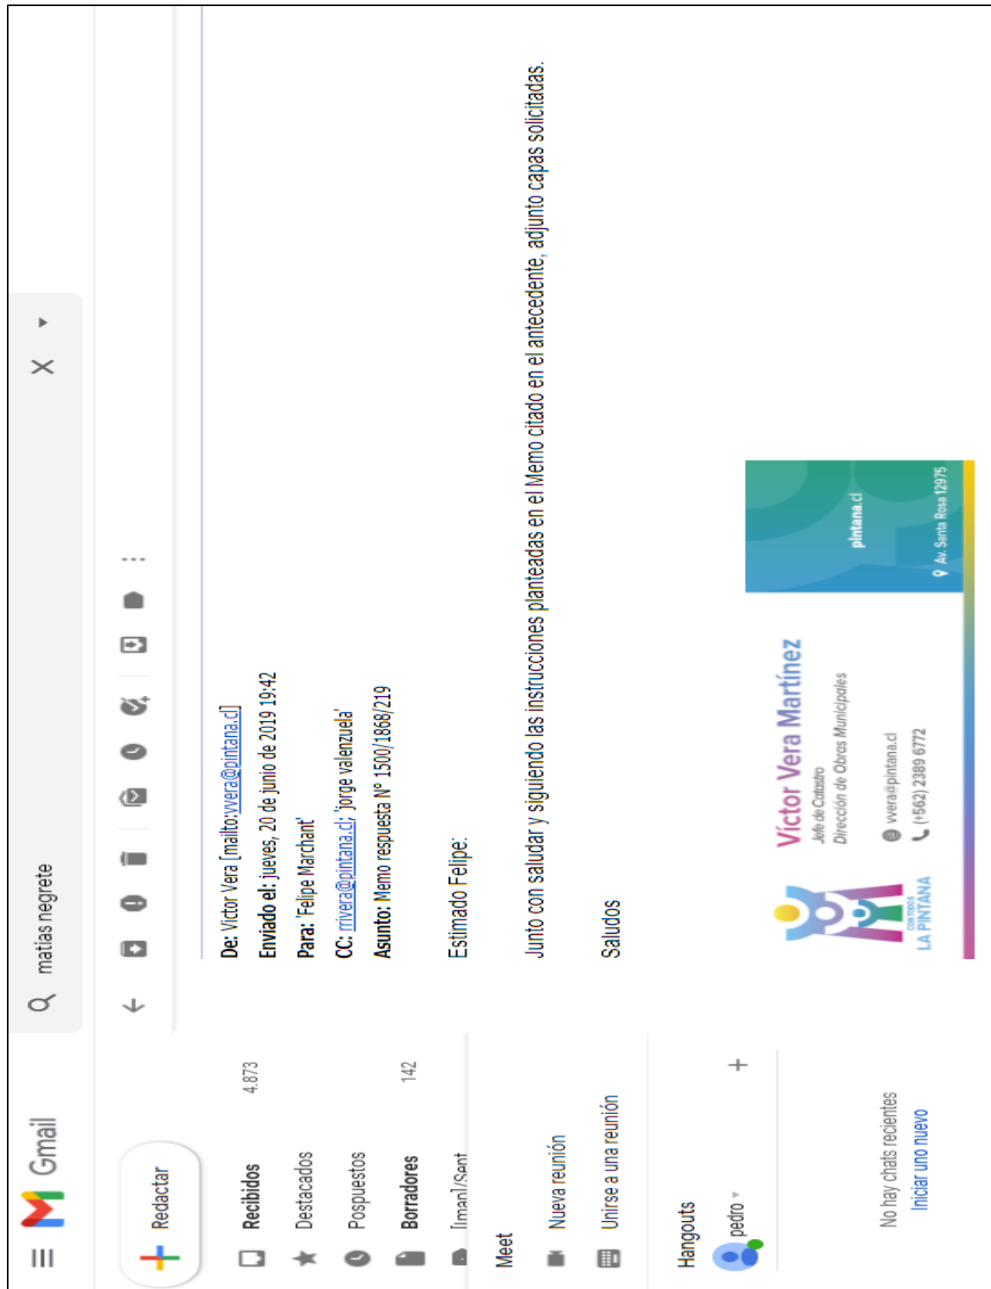 Gmail
matias negrete
Redactar
Recibidos 4.873
Destacados
Pospuestos
Borradores 142
[Imap]/Sent
Meet
Nueva reunión
Unirse a una reunión
Hangouts
pedro
No hay chats recientes
Iniciar uno nuevo
De: Victor Vera [mailto:vvera@pintana.cl]
Enviado el: jueves, 20 de junio de 2019 19:42
Para: 'Felipe Marchant'
CC: rrivera@pintana.cl; 'jorge valenzuela'
Asunto: Memo respuesta Nº 1500/1868/219
Estimado Felipe:
Junto con saludar y siguiendo las instrucciones planteadas en el Memo citado en el antecedente, adjunto capas solicitadas.
Saludos
CON TODOS
LA PINTANA
Víctor Vera Martínez
Jefe de Catastro
Dirección de Obras Municipales
vvera@pintana.cl
(+562) 2389 6772
pintana.cl
Av. Santa Rosa 12975